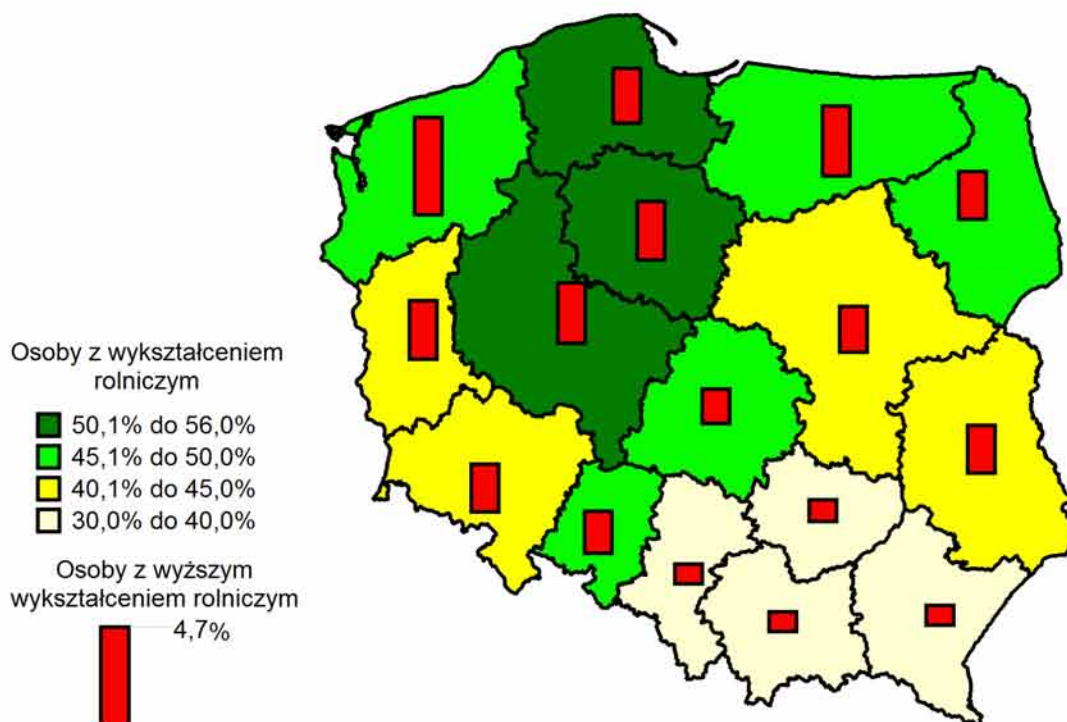 Osoby z wykształceniem
rolniczym
50,1% do 56,0%
45,1% do 50,0%
40,1% do 45,0%
30,0% do 40,0%
Osoby z wyższym
wykształceniem rolniczym
4,7%